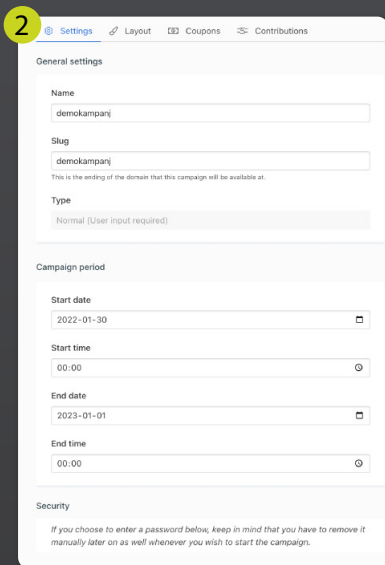 2
Settings Layout Coupons Contributions
General settings
Name
demokampanj
Slug
demokampanj
This is the ending of the domain that this campaign will be available at.
Type
Normal (User input required)
Campaign period
Start date
2022-01-30
Start time
00:00
End date
2023-01-01
End time
00:00
Security
If you choose to enter a password below, keep in mind that you have to remove it
manually later on as well whenever you wish to start the campaign.